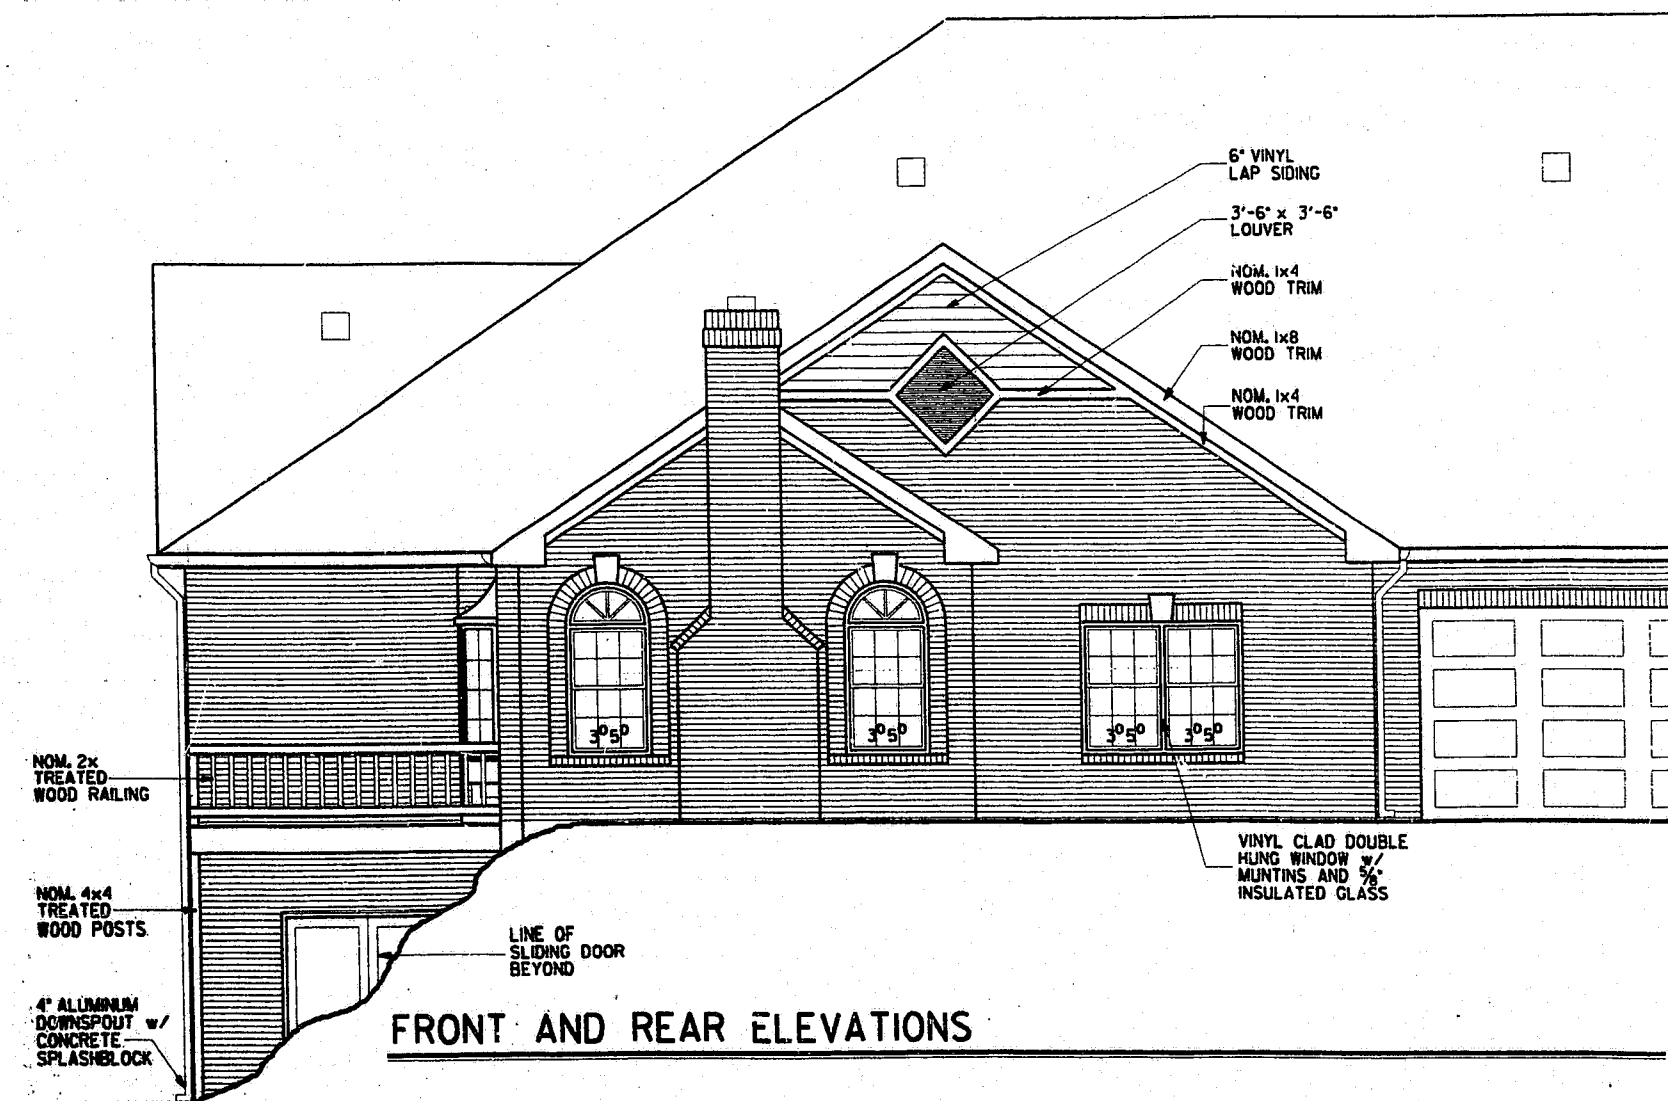 6" VINYL
LAP SIDING
3'-6" x 3'-6"
LOUVER
NOM. 1x4
WOOD TRIM
NOM. 1x8
WOOD TRIM
NOM. 1x4
WOOD TRIM
3⁰5⁰
3⁰5⁰
3⁰5⁰
3⁰5⁰
NOM. 2x
TREATED
WOOD RAILING
VINYL CLAD DOUBLE
HUNG WINDOW w/
MUNTINS AND 5/8"
INSULATED GLASS
NOM. 4x4
TREATED
WOOD POSTS
LINE OF
SLIDING DOOR
BEYOND
4" ALUMINUM
DOWNSPOUT w/
CONCRETE
SPLASHBLOCK
FRONT AND REAR ELEVATIONS